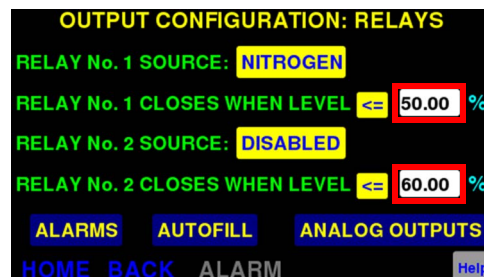 OUTPUT CONFIGURATION: RELAYS
RELAY No. 1 SOURCE: NITROGEN
RELAY No. 1 CLOSES WHEN LEVEL <= 50.00 %
RELAY No. 2 SOURCE: DISABLED
RELAY No. 2 CLOSES WHEN LEVEL <= 60.00 %
ALARMS AUTOFILL ANALOG OUTPUTS
HOME BACK ALARM Help